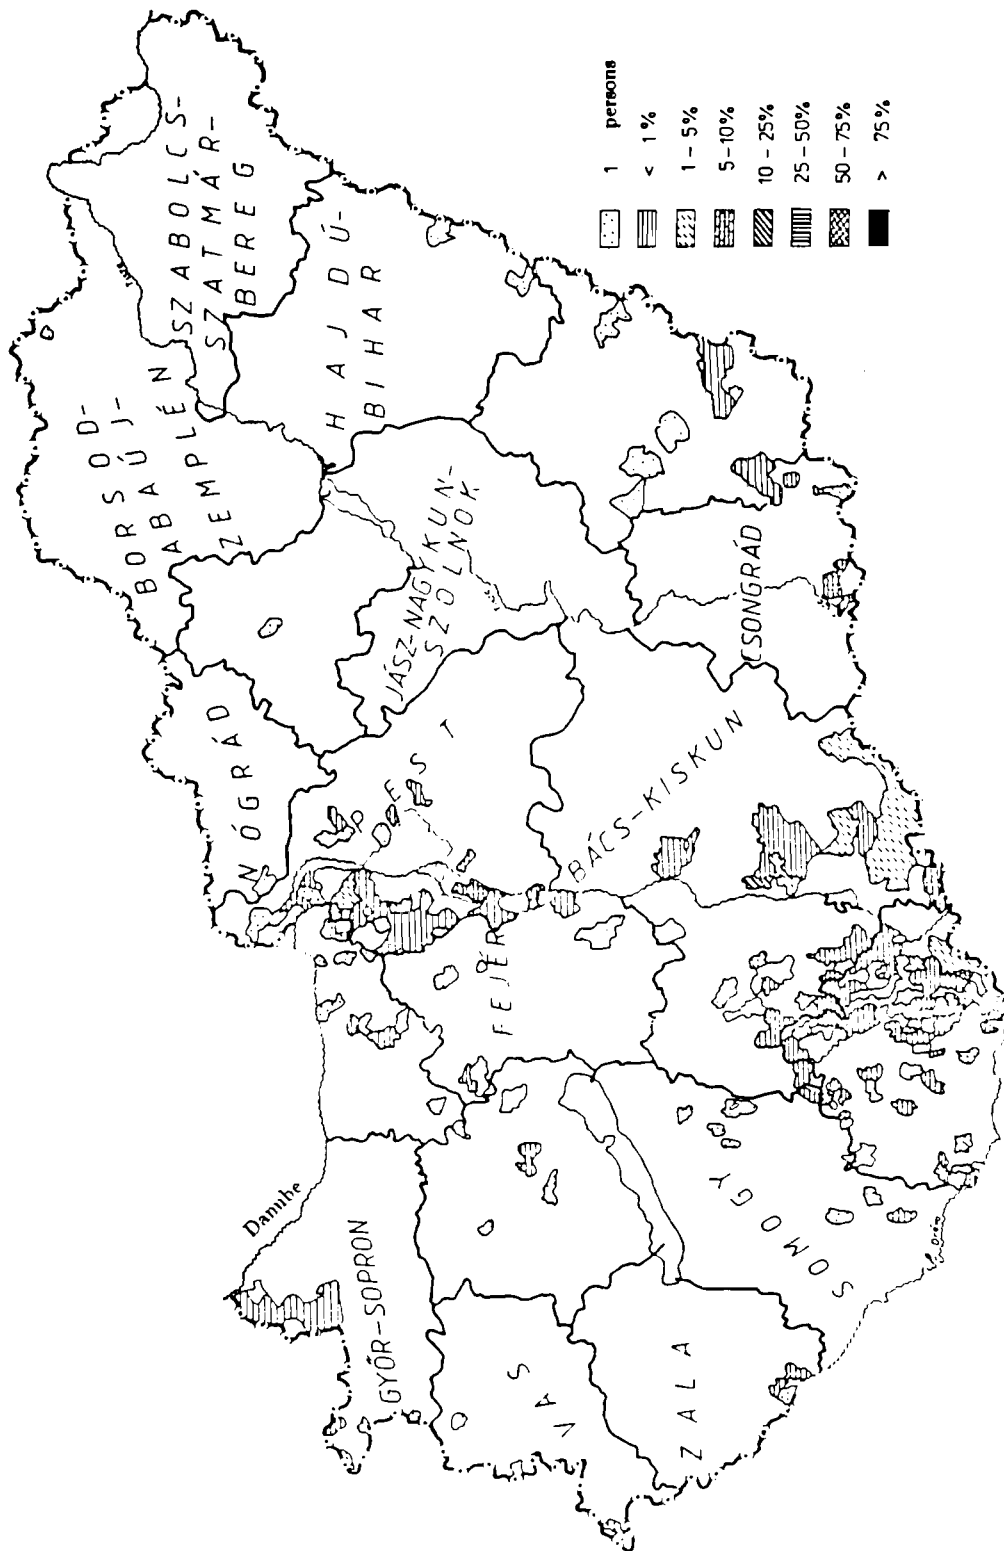 BORSOD-
ABAÚJ-
ZEMPLÉN
SZABOLCS-
SZATMÁR-
BEREG
NÓGRÁD
HAJDÚ-
BIHAR
JÁSZ-NAGYKUN-
SZOLNOK
PEST
Danube
GYŐR-SOPRON
FEJÉR
BÁCS-KISKUN
CSONGRÁD
VAS
ZALA
SOMOGY
Dráva
1 persons
< 1%
1-5%
5-10%
10-25%
25-50%
50-75%
> 75%